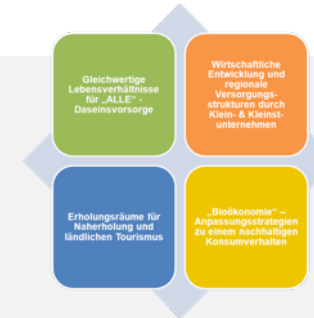 Gleichwertige
Lebensverhältnisse
für „ALLE“ -
Daseinsvorsorge
Wirtschaftliche
Entwicklung und
regionale
Versorgungs-
strukturen durch
Klein- & Kleinst-
unternehmen
Erholungsräume für
Naherholung und
ländlichen Tourismus
„Bioökonomie“ –
Anpassungsstrategien
zu einem nachhaltigen
Konsumverhalten